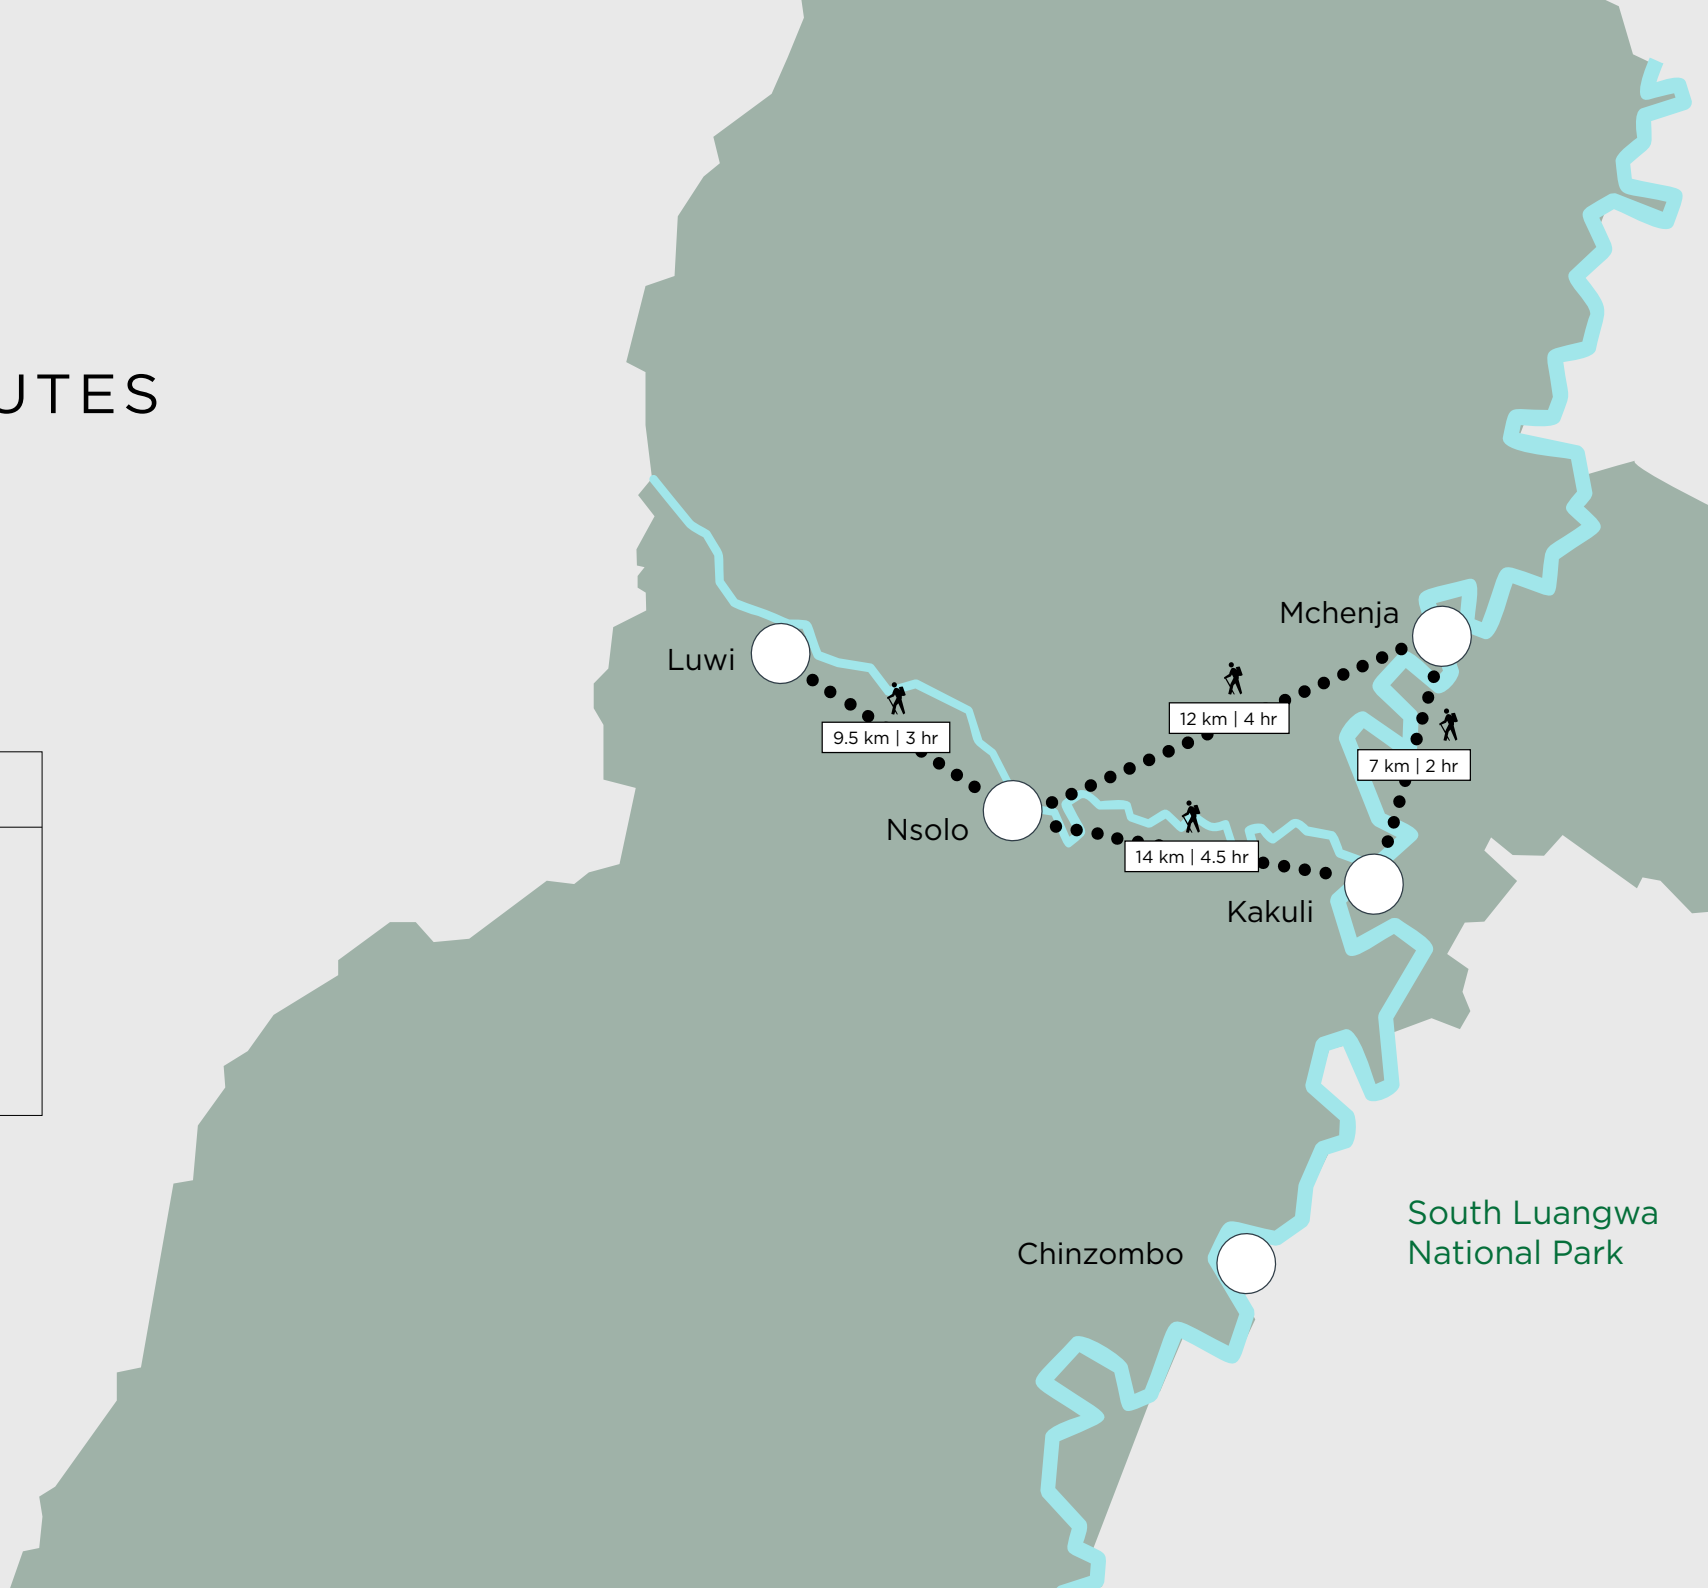 UTES
Mchenja
Luwi
12 km | 4 hr
9.5 km | 3 hr
7 km | 2 hr
Nsolo
14 km | 4.5 hr
Kakuli
South Luangwa
National Park
Chinzombo